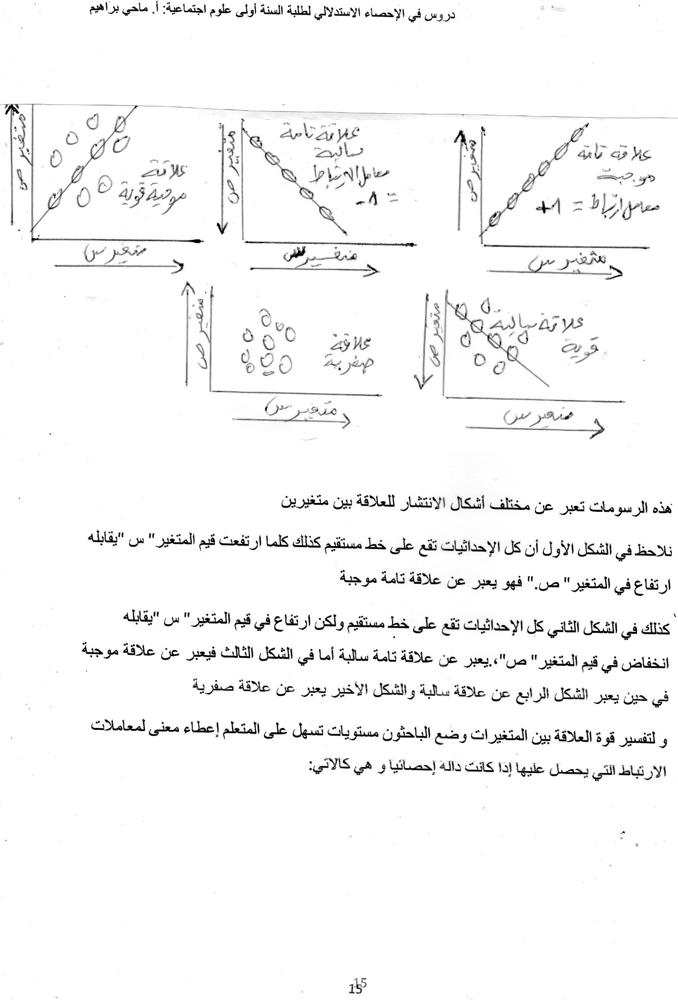 دروس في الإحصاء الاستدلالي لطلبة السنة أولى علوم اجتماعية: أ. ماحي براهيم
علاقة تامة
موجبة
معامل ارتباط = 1+
متغير ص
متغير س
علاقة تامة
سالبة
معامل الارتباط
= 1-
متغير ص
متغير س
علاقة
موجبة قوية
متغير ص
متغير س
علاقة سالبة
قوية
متغير ص
متغير س
علاقة
صفرية
متغير ص
متغير س
هذه الرسومات تعبر عن مختلف أشكال الانتشار للعلاقة بين متغيرين
نلاحظ في الشكل الأول أن كل الإحداثيات تقع على خط مستقيم كذلك كلما ارتفعت قيم المتغير" س "يقابله
ارتفاع في المتغير" ص." فهو يعبر عن علاقة تامة موجبة
كذلك في الشكل الثاني كل الإحداثيات تقع على خط مستقيم ولكن ارتفاع في قيم المتغير" س "يقابله
انخفاض في قيم المتغير" ص"، يعبر عن علاقة تامة سالبة أما في الشكل الثالث فيعبر عن علاقة موجبة
في حين يعبر الشكل الرابع عن علاقة سالبة والشكل الأخير يعبر عن علاقة صفرية
و لتفسير قوة العلاقة بين المتغيرات وضع الباحثون مستويات تسهل على المتعلم إعطاء معنى لمعاملات
الارتباط التي يحصل عليها إذا كانت دالة إحصائيا و هي كالاتي:
15
15